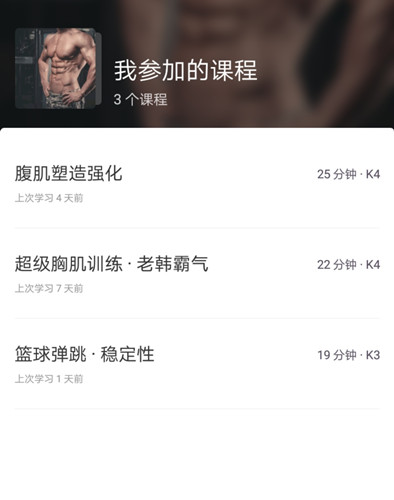 我参加的课程
3 个课程
腹肌塑造强化
25 分钟 · K4
上次学习 4 天前
超级胸肌训练 · 老韩霸气
22 分钟 · K4
上次学习 7 天前
篮球弹跳 · 稳定性
19 分钟 · K3
上次学习 1 天前